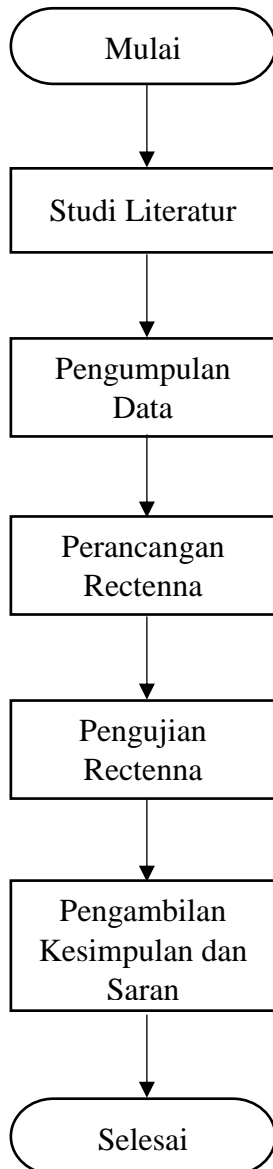 Mulai
Studi Literatur
Pengumpulan
Data
Perancangan
Rectenna
Pengujian
Rectenna
Pengambilan
Kesimpulan dan
Saran
Selesai